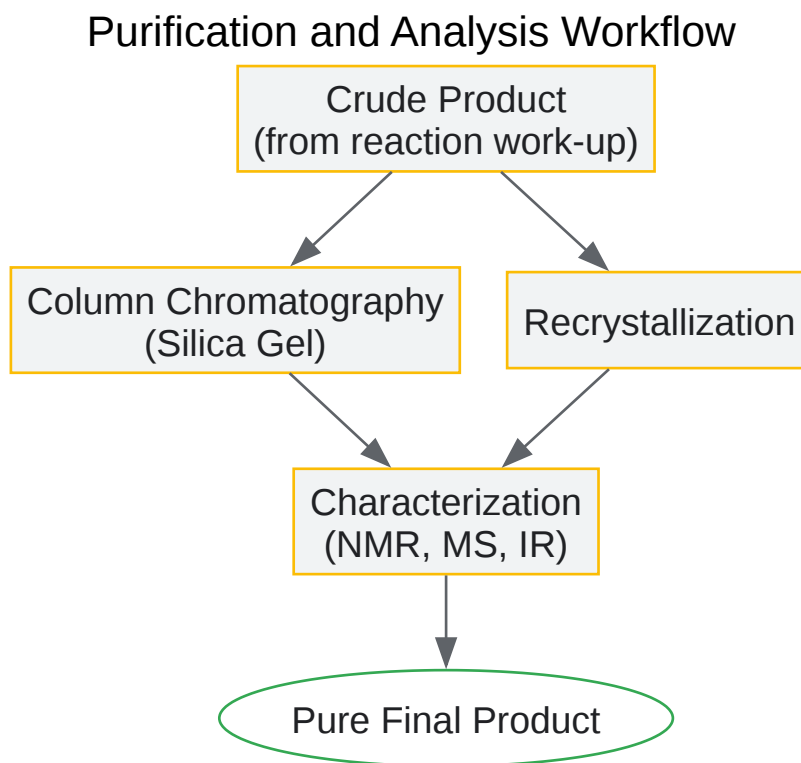 Purification and Analysis Workflow
Crude Product
(from reaction work-up)
Column Chromatography
(Silica Gel)
Recrystallization
Characterization
(NMR, MS, IR)
Pure Final Product